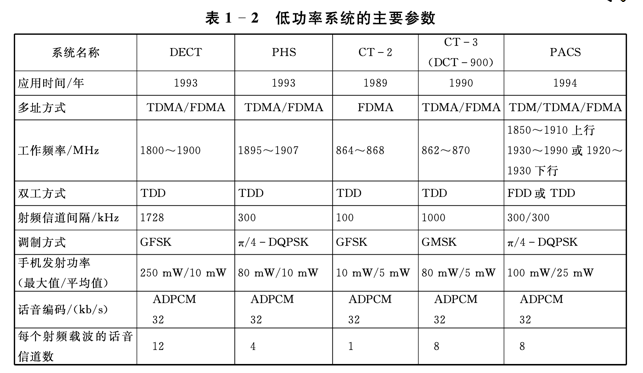 表 1-2 低功率系统的主要参数
系统名称 DECT PHS CT-2 CT-3 (DCT-900) PACS
应用时间/年 1993 1993 1989 1990 1994
多址方式 TDMA/FDMA TDMA/FDMA FDMA TDMA/FDMA TDM/TDMA/FDMA
工作频率/MHz 1800～1900 1895～1907 864～868 862～870 1850～1910 上行
1930～1990 或 1920～
1930 下行
双工方式 TDD TDD TDD TDD FDD 或 TDD
射频信道间隔/kHz 1728 300 100 1000 300/300
调制方式 GFSK π/4-DQPSK GFSK GMSK π/4-DQPSK
手机发射功率
(最大值/平均值) 250 mW/10 mW 80 mW/10 mW 10 mW/5 mW 80 mW/5 mW 100 mW/25 mW
话音编码/(kb/s) ADPCM ADPCM ADPCM ADPCM ADPCM
32 32 32 32 32
每个射频载波的话音
信道数 12 4 1 8 8